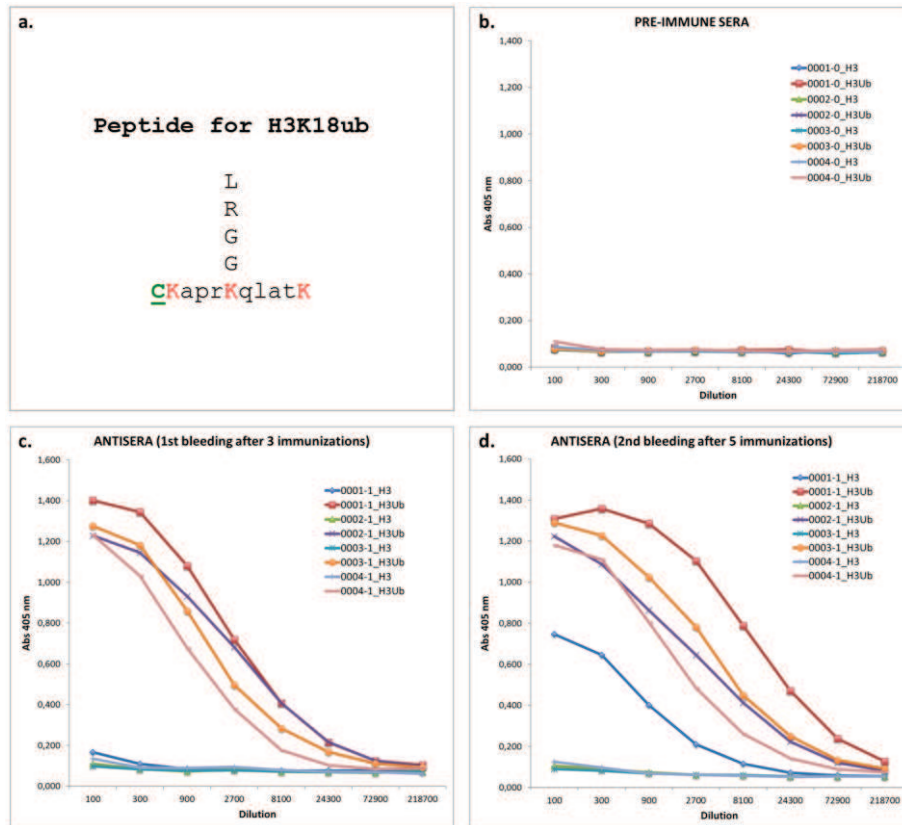 a.
Peptide for H3K18ub
L
R
G
G
CKaprKqlatK
b.
PRE-IMMUNE SERA
1,400
1,200
1,000
0,800
0,600
0,400
0,200
0,000
Abs 405 nm
0001-0_H3
0001-0_H3Ub
0002-0_H3
0002-0_H3Ub
0003-0_H3
0003-0_H3Ub
0004-0_H3
0004-0_H3Ub
100 300 900 2700 8100 24300 72900 218700
Dilution
c.
ANTISERA (1st bleeding after 3 immunizations)
1,600
1,400
1,200
1,000
0,800
0,600
0,400
0,200
0,000
Abs 405 nm
0001-1_H3
0001-1_H3Ub
0002-1_H3
0002-1_H3Ub
0003-1_H3
0003-1_H3Ub
0004-1_H3
0004-1_H3Ub
100 300 900 2700 8100 24300 72900 218700
Dilution
d.
ANTISERA (2nd bleeding after 5 immunizations)
1,600
1,400
1,200
1,000
0,800
0,600
0,400
0,200
0,000
Abs 405 nm
0001-1_H3
0001-1_H3Ub
0002-1_H3
0002-1_H3Ub
0003-1_H3
0003-1_H3Ub
0004-1_H3
0004-1_H3Ub
100 300 900 2700 8100 24300 72900 218700
Dilution